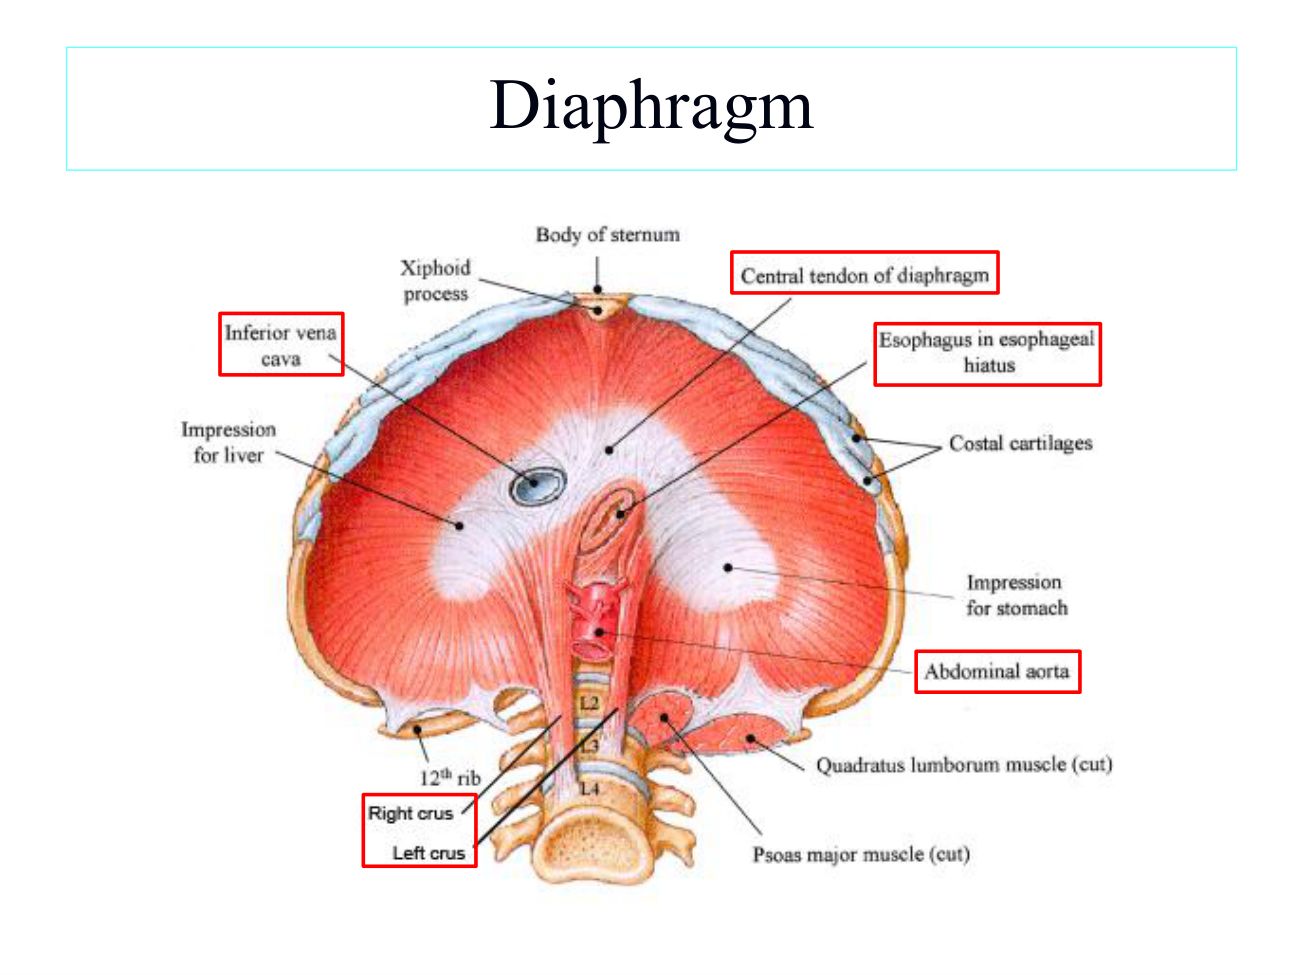 Diaphragm
Body of sternum
Xiphoid
process
Central tendon of diaphragm
Inferior vena
cava
Esophagus in esophageal
hiatus
Impression
for liver
Costal cartilages
Impression
for stomach
Abdominal aorta
L2
L3
L4
12th rib
Quadratus lumborum muscle (cut)
Right crus
Left crus
Psoas major muscle (cut)